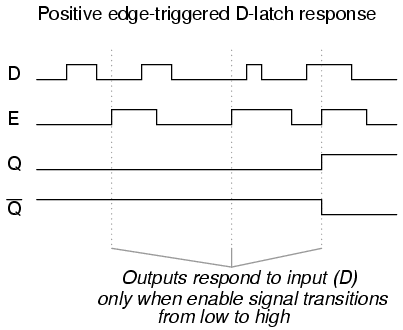 Positive edge-triggered D-latch response
D
E
Q
Q̅
Outputs respond to input (D)
only when enable signal transitions
from low to high